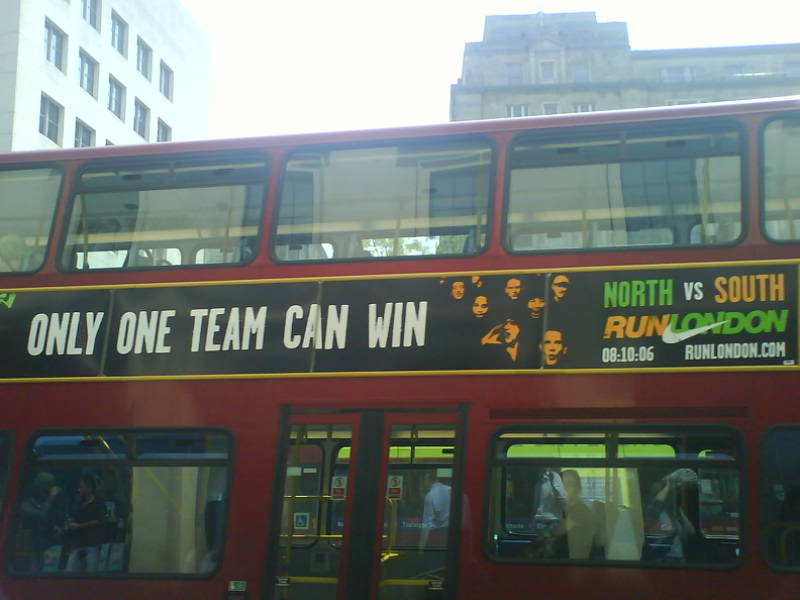 ONLY ONE TEAM CAN WIN
NORTH VS SOUTH
RUNLONDON
08:10:06 RUNLONDON.COM